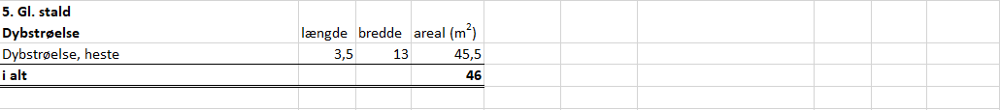 5. Gl. stald
Dybstrøelse længde bredde areal (m²)
Dybstrøelse, heste 3,5 13 45,5
i alt 46